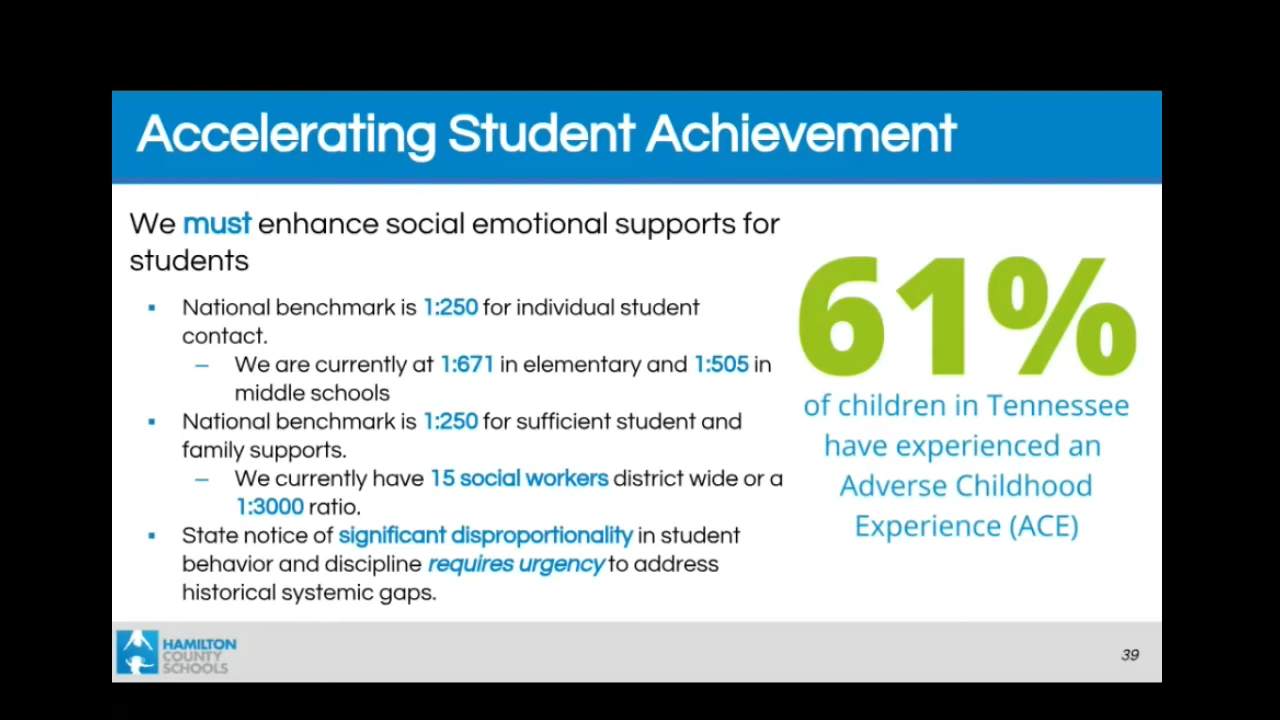 Accelerating Student Achievement
We must enhance social emotional supports for
students
▪ National benchmark is 1:250 for individual student
contact.
– We are currently at 1:671 in elementary and 1:505 in
middle schools
▪ National benchmark is 1:250 for sufficient student and
family supports.
– We currently have 15 social workers district wide or a
1:3000 ratio.
▪ State notice of significant disproportionality in student
behavior and discipline requires urgency to address
historical systemic gaps.
61%
of children in Tennessee
have experienced an
Adverse Childhood
Experience (ACE)
HAMILTON
COUNTY
SCHOOLS
39